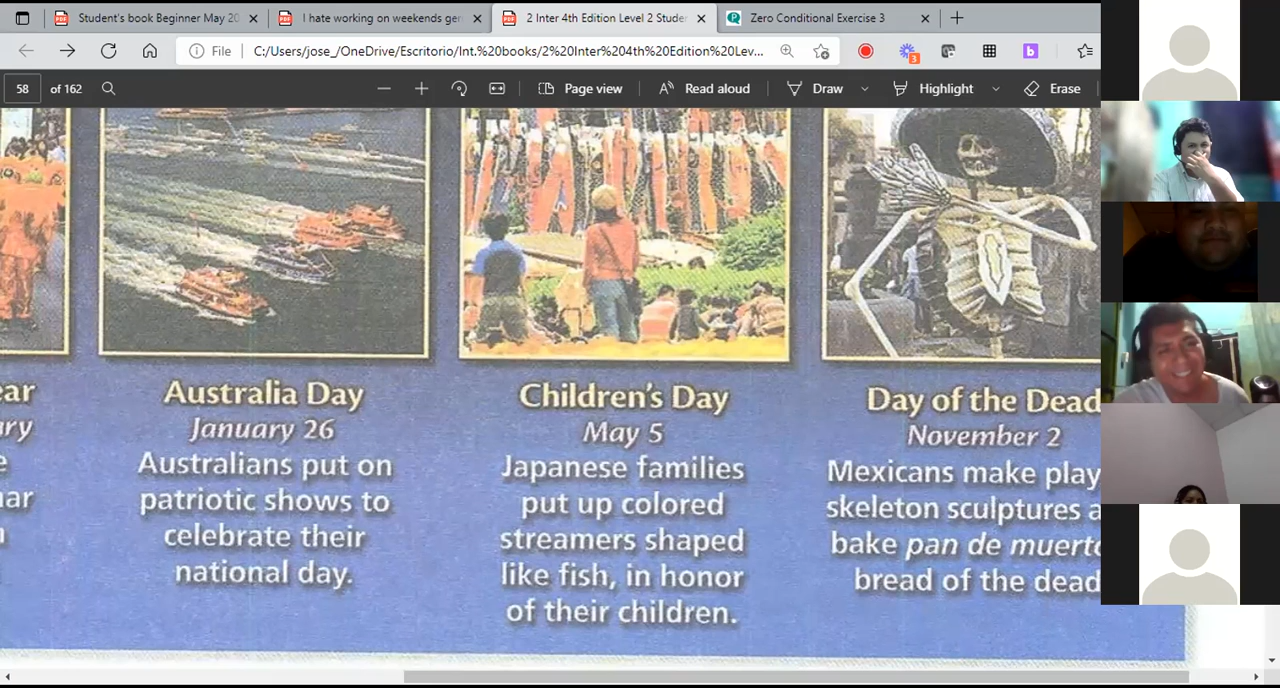 Student's book Beginner May 20
I hate working on weekends ger
2 Inter 4th Edition Level 2 Stude
Zero Conditional Exercise 3
File
C:/Users/jose_/OneDrive/Escritorio/Int.%20books/2%20Inter%204th%20Edition%20Lev...
3
b
58 of 162
Page view
Read aloud
Draw
Highlight
Erase
ear
ary
e
ar
Australia Day
January 26
Australians put on
patriotic shows to
celebrate their
national day.
Children's Day
May 5
Japanese families
put up colored
streamers shaped
like fish, in honor
of their children.
Day of the Dead
November 2
Mexicans make play
skeleton sculptures a
bake pan de muerto
bread of the dead